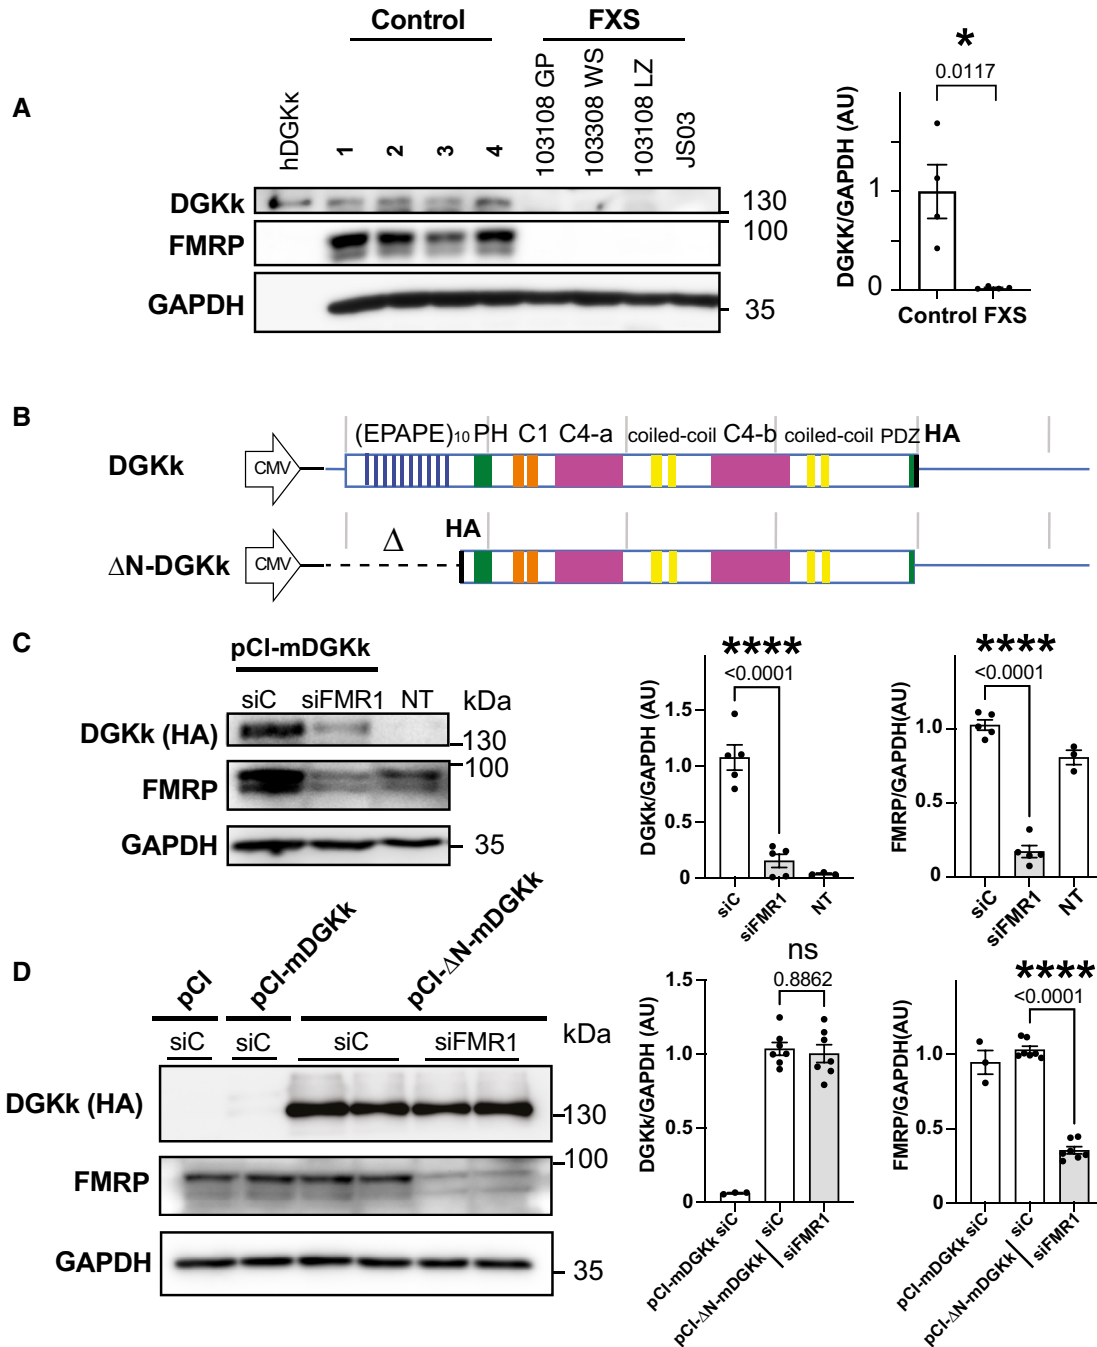 A
Control
FXS
hDGKκ
1
2
3
4
103108 GP
103308 WS
103108 LZ
JS03
DGKk
FMRP
GAPDH
130
100
35
*
0.0117
DGKK/GAPDH (AU)
1
0
Control FXS
B
(EPAPE)10 PH C1 C4-a coiled-coil C4-b coiled-coil PDZ HA
DGKk
CMV
HA
Δ
ΔN-DGKk
CMV
C
pCI-mDGKk
siC siFMR1 NT kDa
DGKk (HA)
130
100
FMRP
GAPDH
35
****
<0.0001
DGKk/GAPDH (AU)
1.5
1.0
0.5
0
siC
siFMR1
NT
****
<0.0001
FMRP/GAPDH(AU)
1.0
0.5
0
siC
siFMR1
NT
D
pCI
pCI-mDGKk
pCI-ΔN-mDGKk
siC siC siC siFMR1
kDa
DGKk (HA)
130
100
FMRP
GAPDH
35
ns
0.8862
DGKk/GAPDH (AU)
1.5
1.0
0.5
0
pCI-mDGKk siC
pCI-ΔN-mDGKk
siC
siFMR1
****
<0.0001
FMRP/GAPDH(AU)
1.0
0.5
0
pCI-mDGKk siC
pCI-ΔN-mDGKk
siC
siFMR1